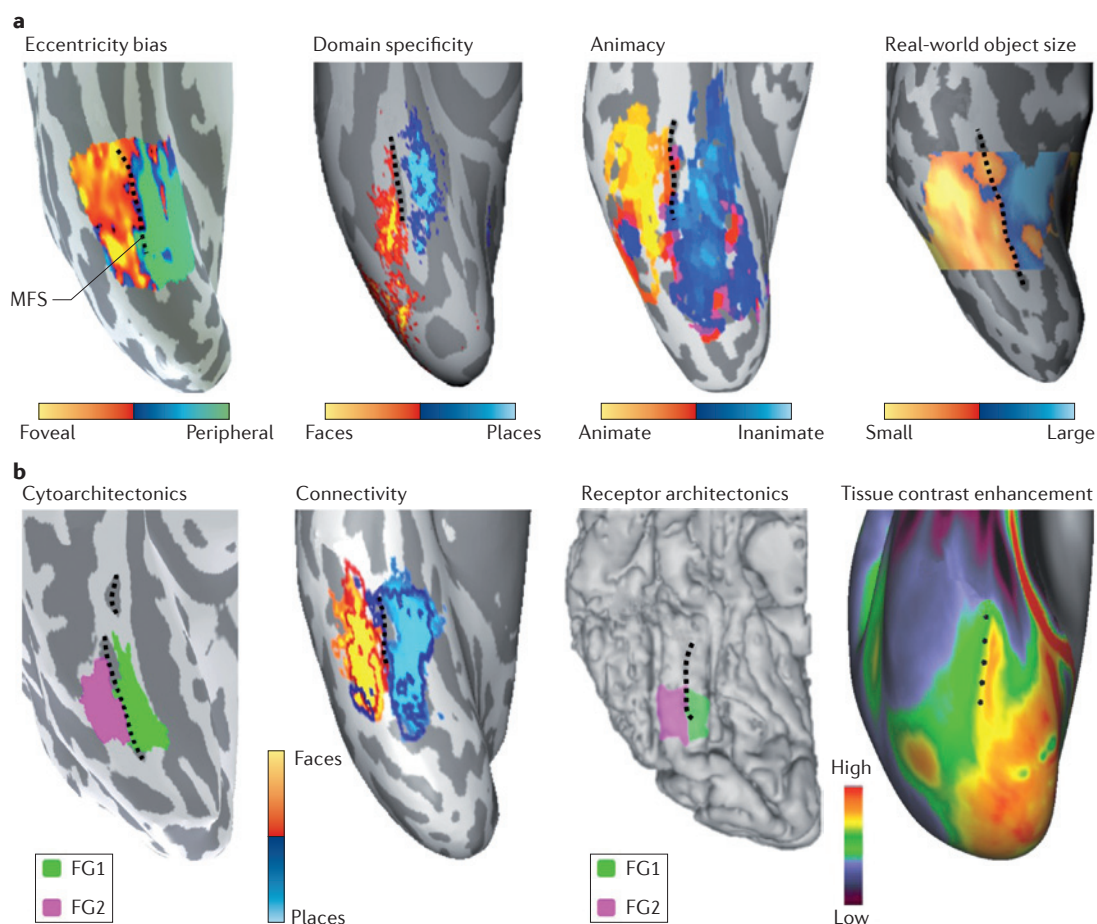 a
Eccentricity bias
Domain specificity
Animacy
Real-world object size
MFS
Foveal
Peripheral
Faces
Places
Animate
Inanimate
Small
Large
b
Cytoarchitectonics
Connectivity
Receptor architectonics
Tissue contrast enhancement
Faces
Places
FG1
FG2
FG1
FG2
High
Low